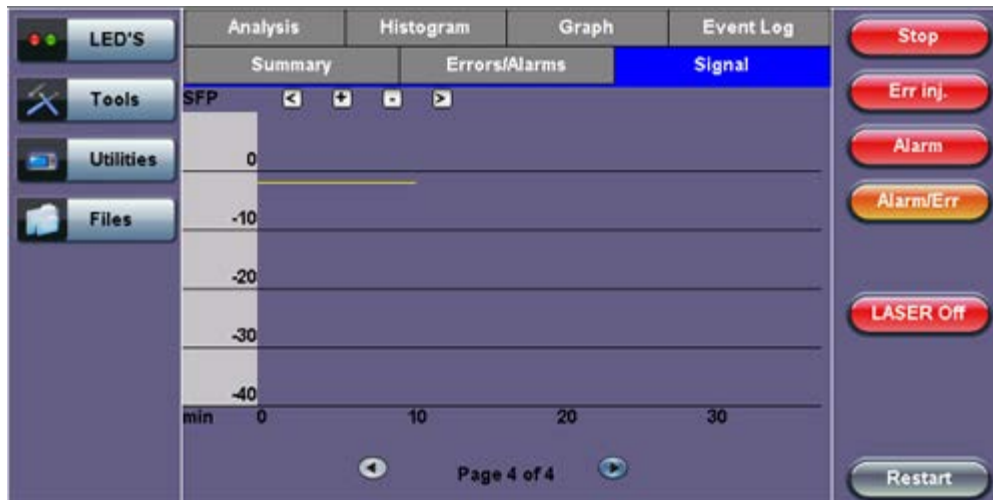 LED'S
Tools
Utilities
Files
Analysis Histogram Graph Event Log
Summary Errors/Alarms Signal
SFP < + - >
0
-10
-20
-30
-40
min 0 10 20 30
Page 4 of 4
Stop
Err inj.
Alarm
Alarm/Err
LASER Off
Restart